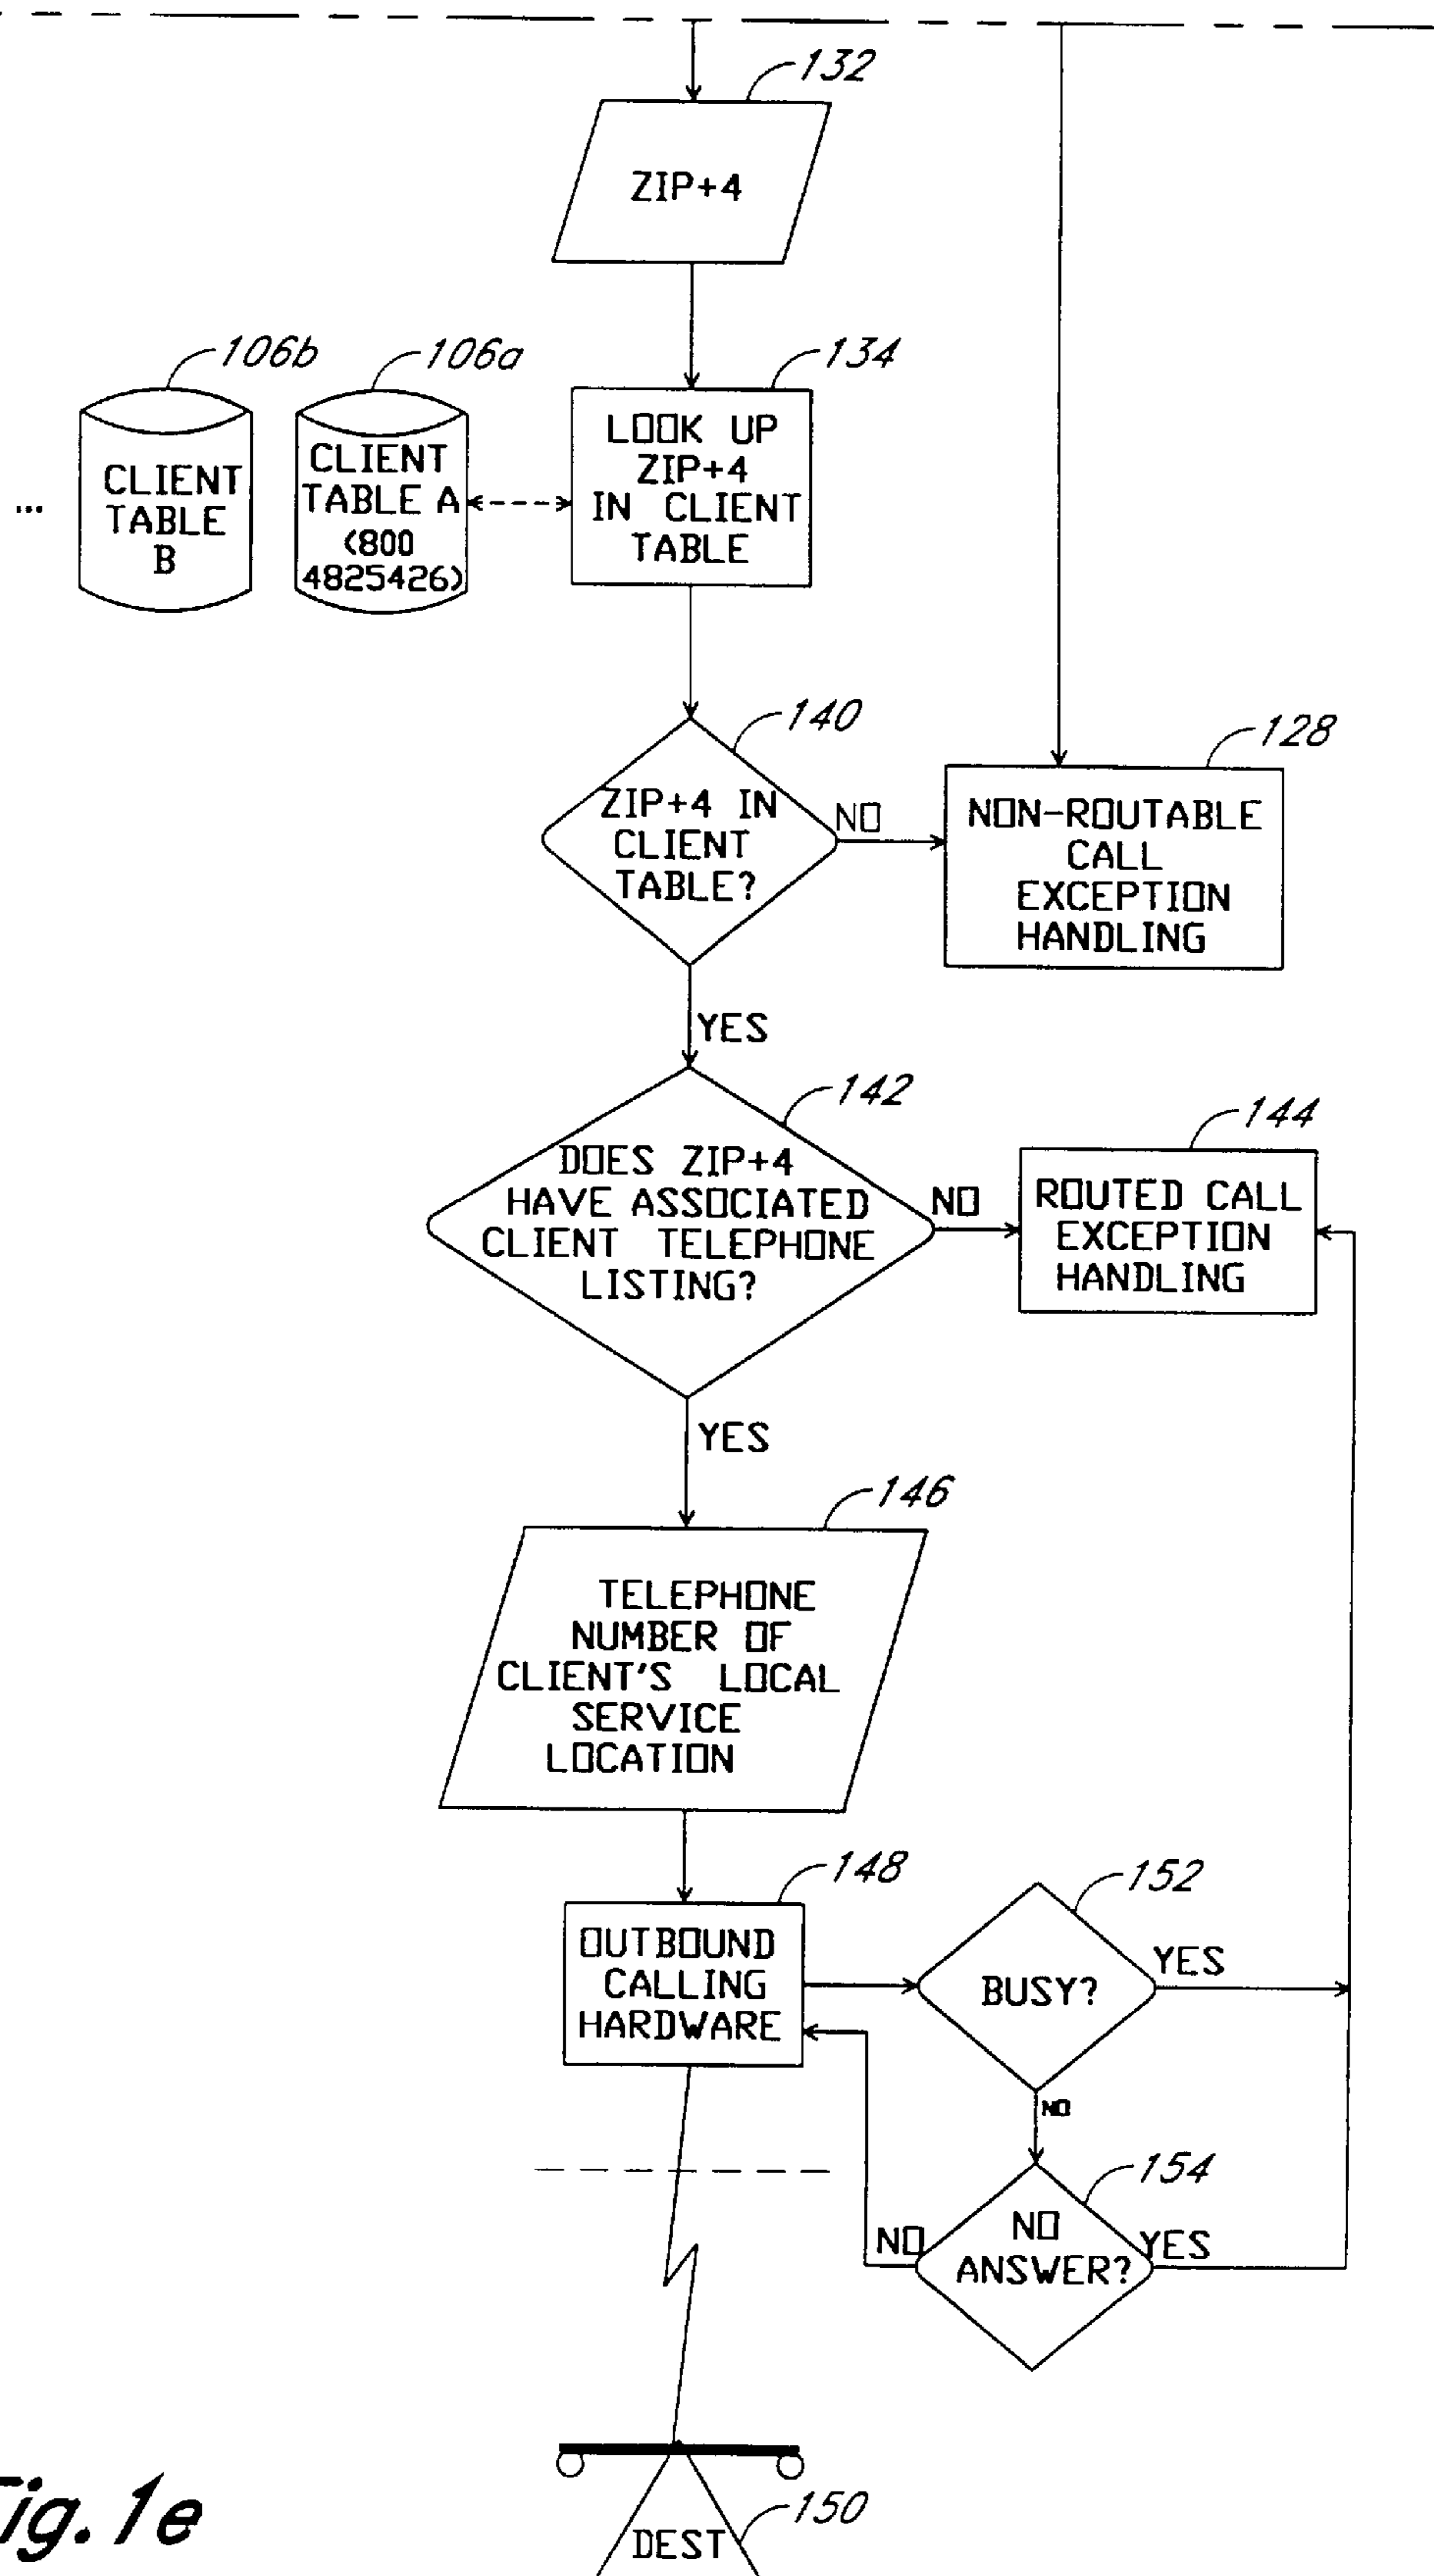 132
ZIP+4
106b
106a
134
LOOK UP
ZIP+4
IN CLIENT
TABLE
CLIENT
TABLE A
(800
4825426)
CLIENT
TABLE
B
...
140
ZIP+4 IN
CLIENT
TABLE?
NO
128
NON-ROUTABLE
CALL
EXCEPTION
HANDLING
YES
142
DOES ZIP+4
HAVE ASSOCIATED
CLIENT TELEPHONE
LISTING?
NO
144
ROUTED CALL
EXCEPTION
HANDLING
YES
146
TELEPHONE
NUMBER OF
CLIENT'S LOCAL
SERVICE
LOCATION
148
OUTBOUND
CALLING
HARDWARE
152
BUSY?
YES
NO
154
NO
ANSWER?
NO
YES
150
DEST
Fig. 1e